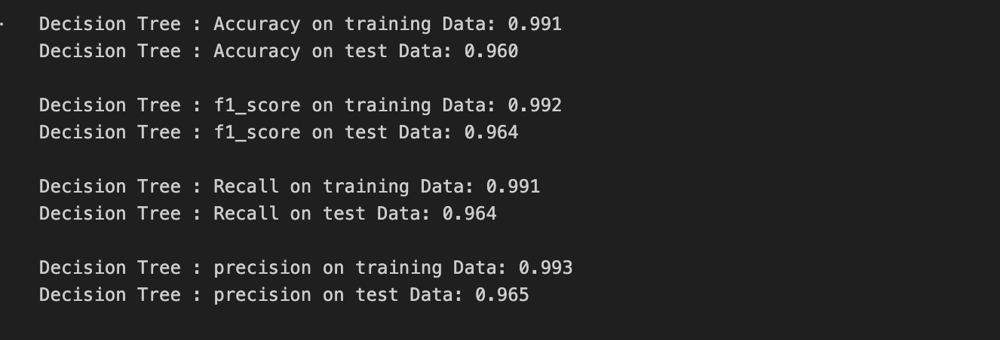 Decision Tree : Accuracy on training Data: 0.991
Decision Tree : Accuracy on test Data: 0.960
Decision Tree : f1_score on training Data: 0.992
Decision Tree : f1_score on test Data: 0.964
Decision Tree : Recall on training Data: 0.991
Decision Tree : Recall on test Data: 0.964
Decision Tree : precision on training Data: 0.993
Decision Tree : precision on test Data: 0.965